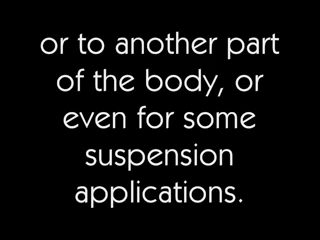 or to another part
of the body, or
even for some
suspension
applications.